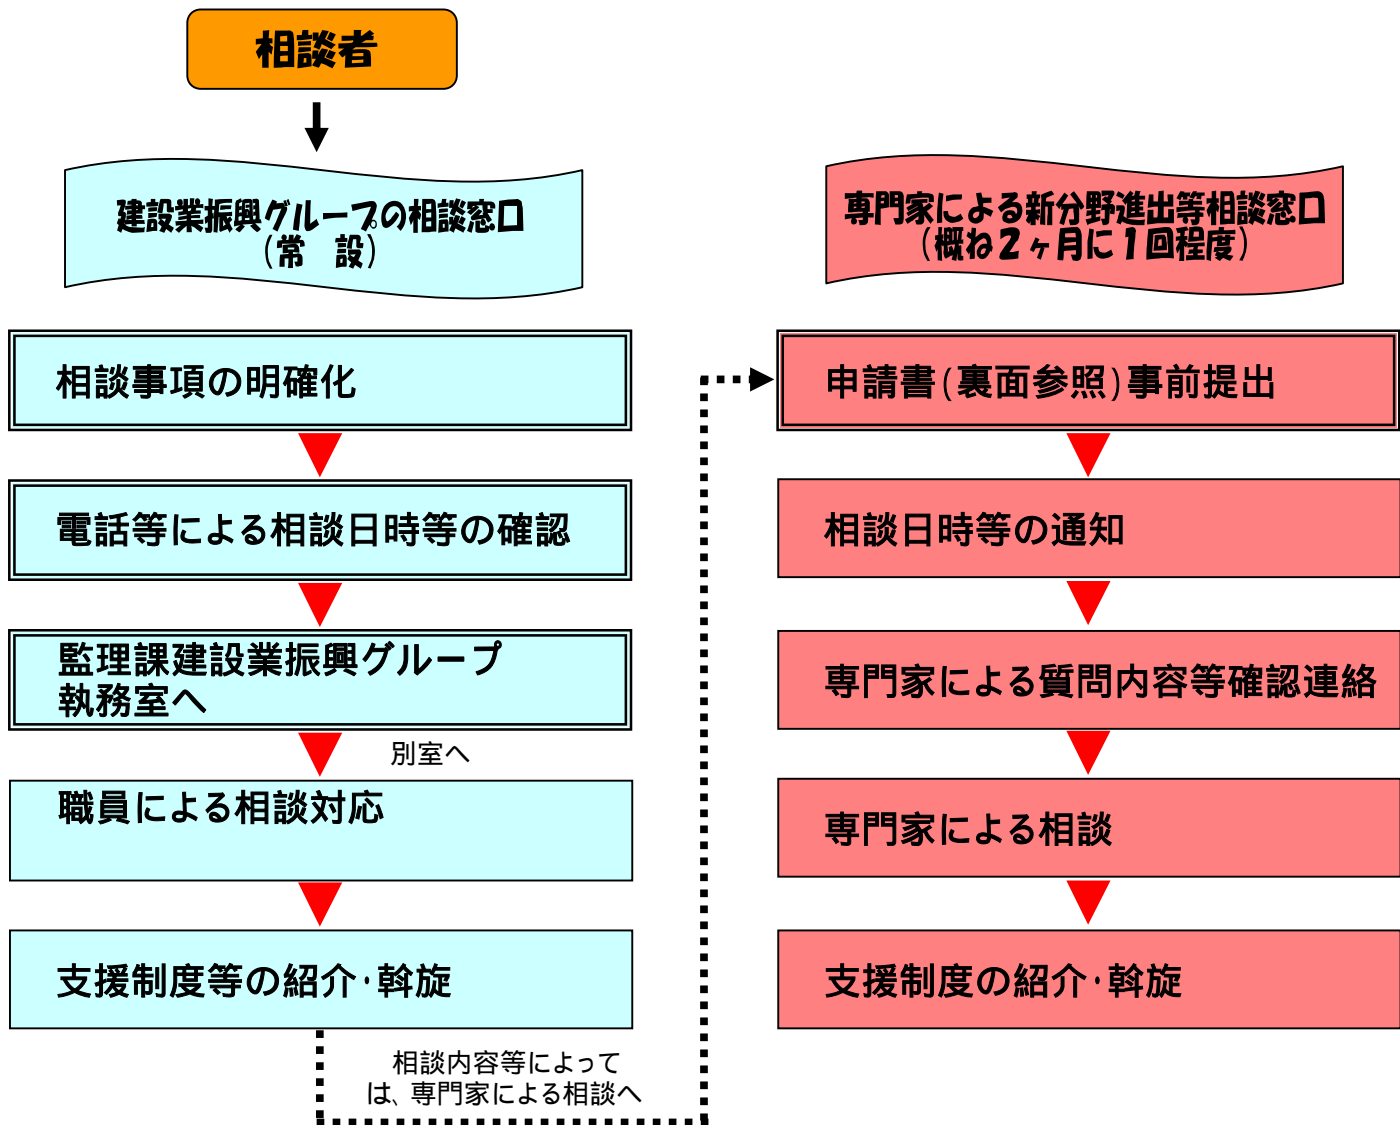 相談者
建設業振興グループの相談窓口
(常　設)
相談事項の明確化
電話等による相談日時等の確認
監理課建設業振興グループ
執務室へ
別室へ
職員による相談対応
支援制度等の紹介・斡旋
相談内容等によって
は、専門家による相談へ
専門家による新分野進出等相談窓口
(概ね２ヶ月に１回程度)
申請書(裏面参照)事前提出
相談日時等の通知
専門家による質問内容等確認連絡
専門家による相談
支援制度の紹介・斡旋